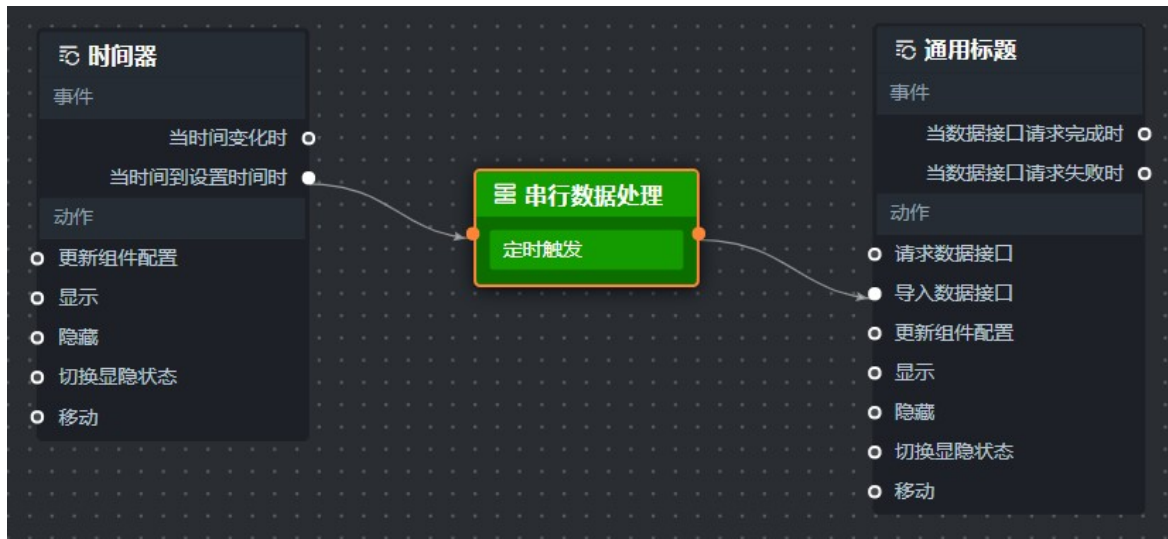 时间器
事件
当时间变化时
当时间到设置时间时
动作
更新组件配置
显示
隐藏
切换显隐状态
移动
串行数据处理
定时触发
通用标题
事件
当数据接口请求完成时
当数据接口请求失败时
动作
请求数据接口
导入数据接口
更新组件配置
显示
隐藏
切换显隐状态
移动